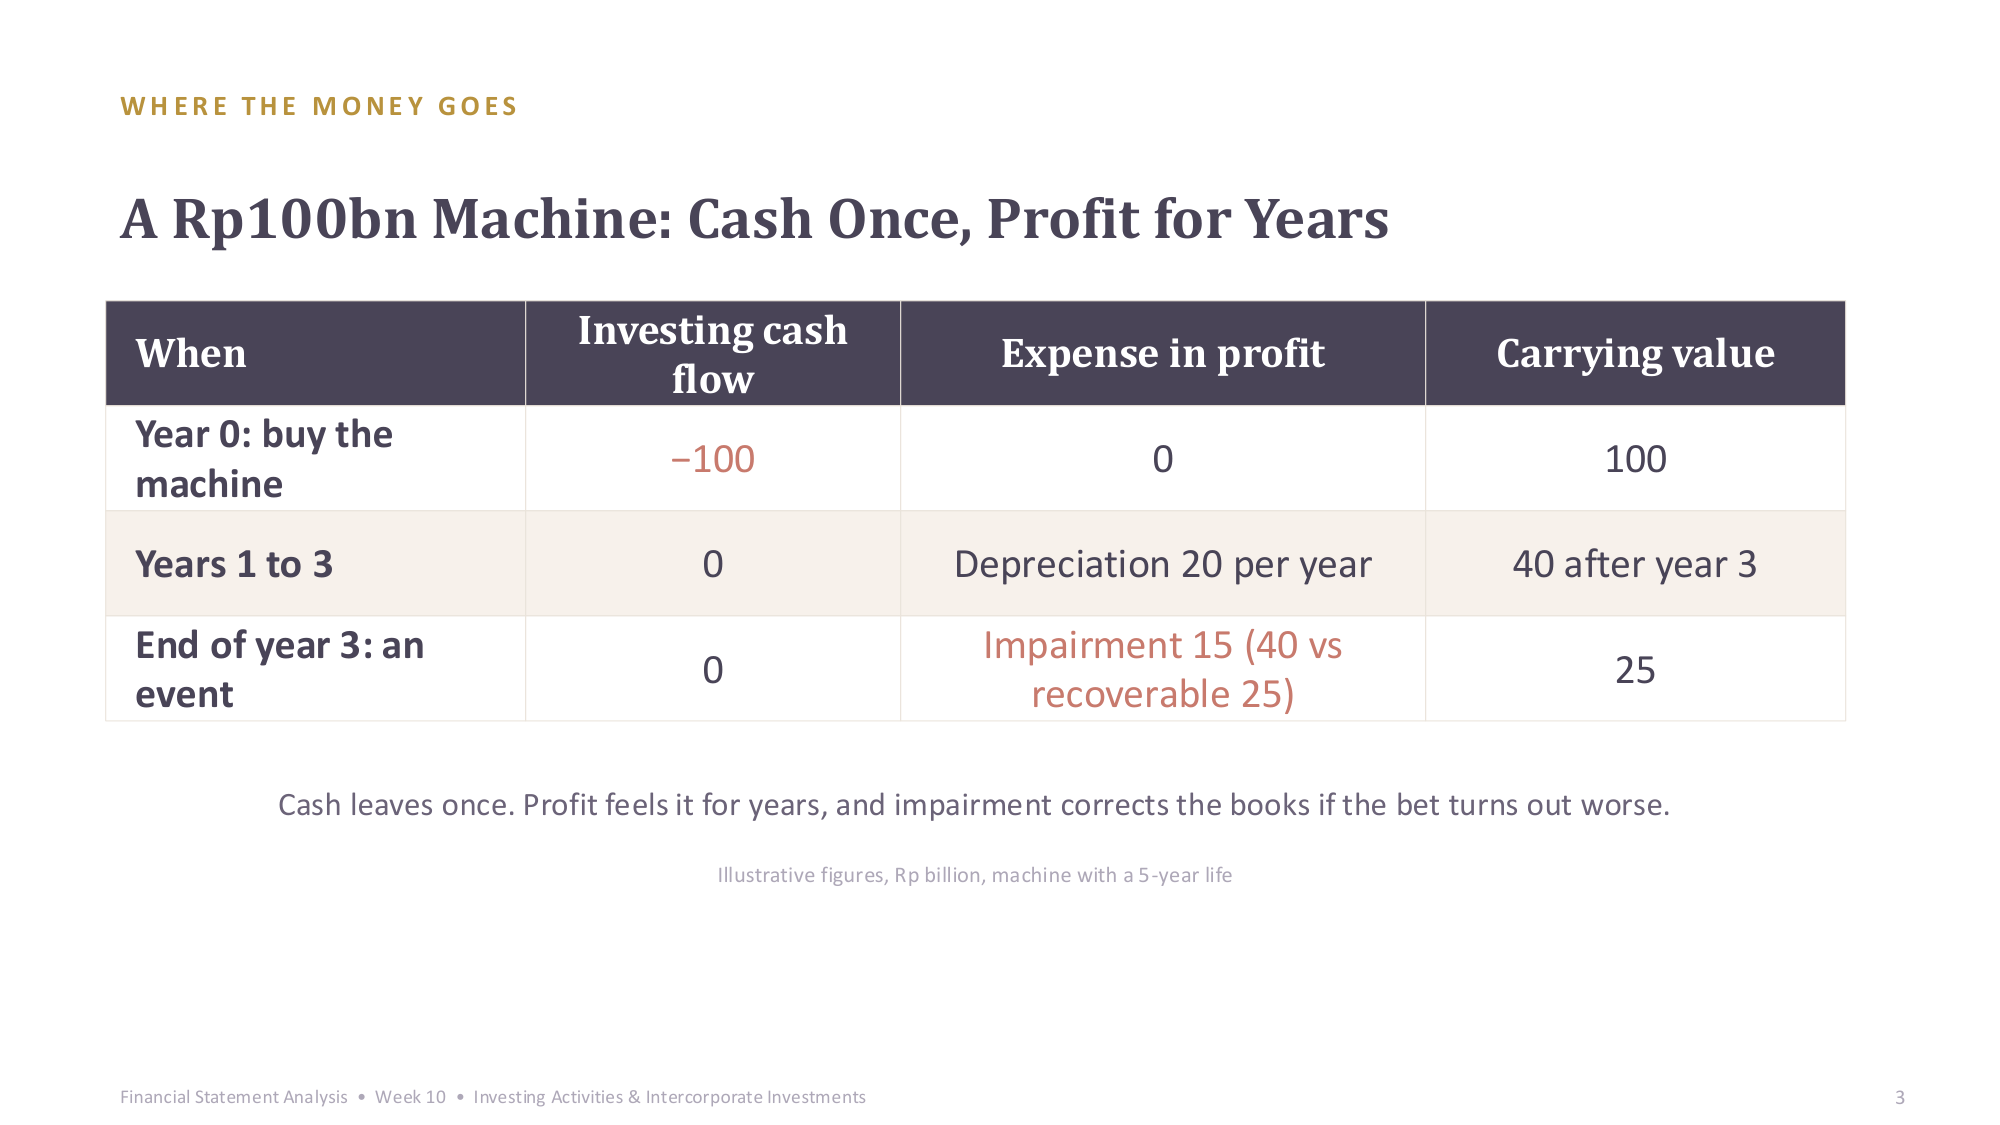 WHERE THE MONEY GOES
A Rp100bn Machine: Cash Once, Profit for Years
When
Investing cash
flow
Expense in profit
Carrying value
Year 0: buy the
machine
−100
0
100
Years 1 to 3
0
Depreciation 20 per year
40 after year 3
End of year 3: an
event
0
Impairment 15 (40 vs
recoverable 25)
25
Cash leaves once. Profit feels it for years, and impairment corrects the books if the bet turns out worse.
Illustrative figures, Rp billion, machine with a 5-year life
Financial Statement Analysis • Week 10 • Investing Activities & Intercorporate Investments
3